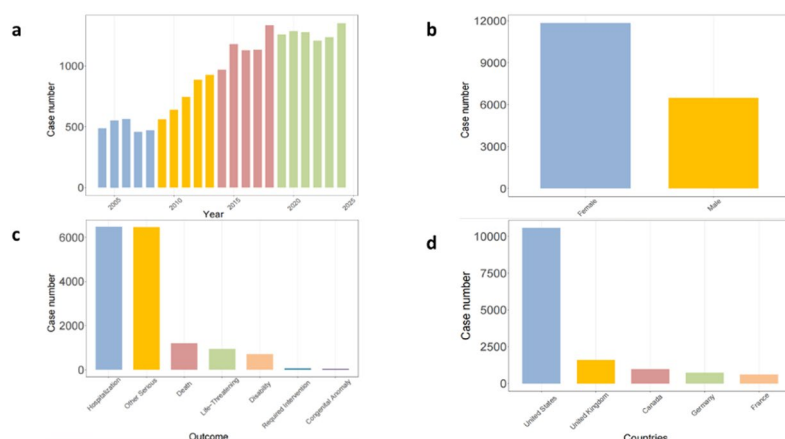 a
Case number
1000
500
0
2005
2010
2015
2020
2025
Year
b
Case number
12000
9000
6000
3000
0
Female
Male
c
Case number
6000
4000
2000
0
Hospitalization
Other Serious
Death
Life-Threatening
Disability
Required Intervention
Congenital Anomaly
Outcome
d
Case number
10000
7500
5000
2500
0
United States
United Kingdom
Canada
Germany
France
Countries